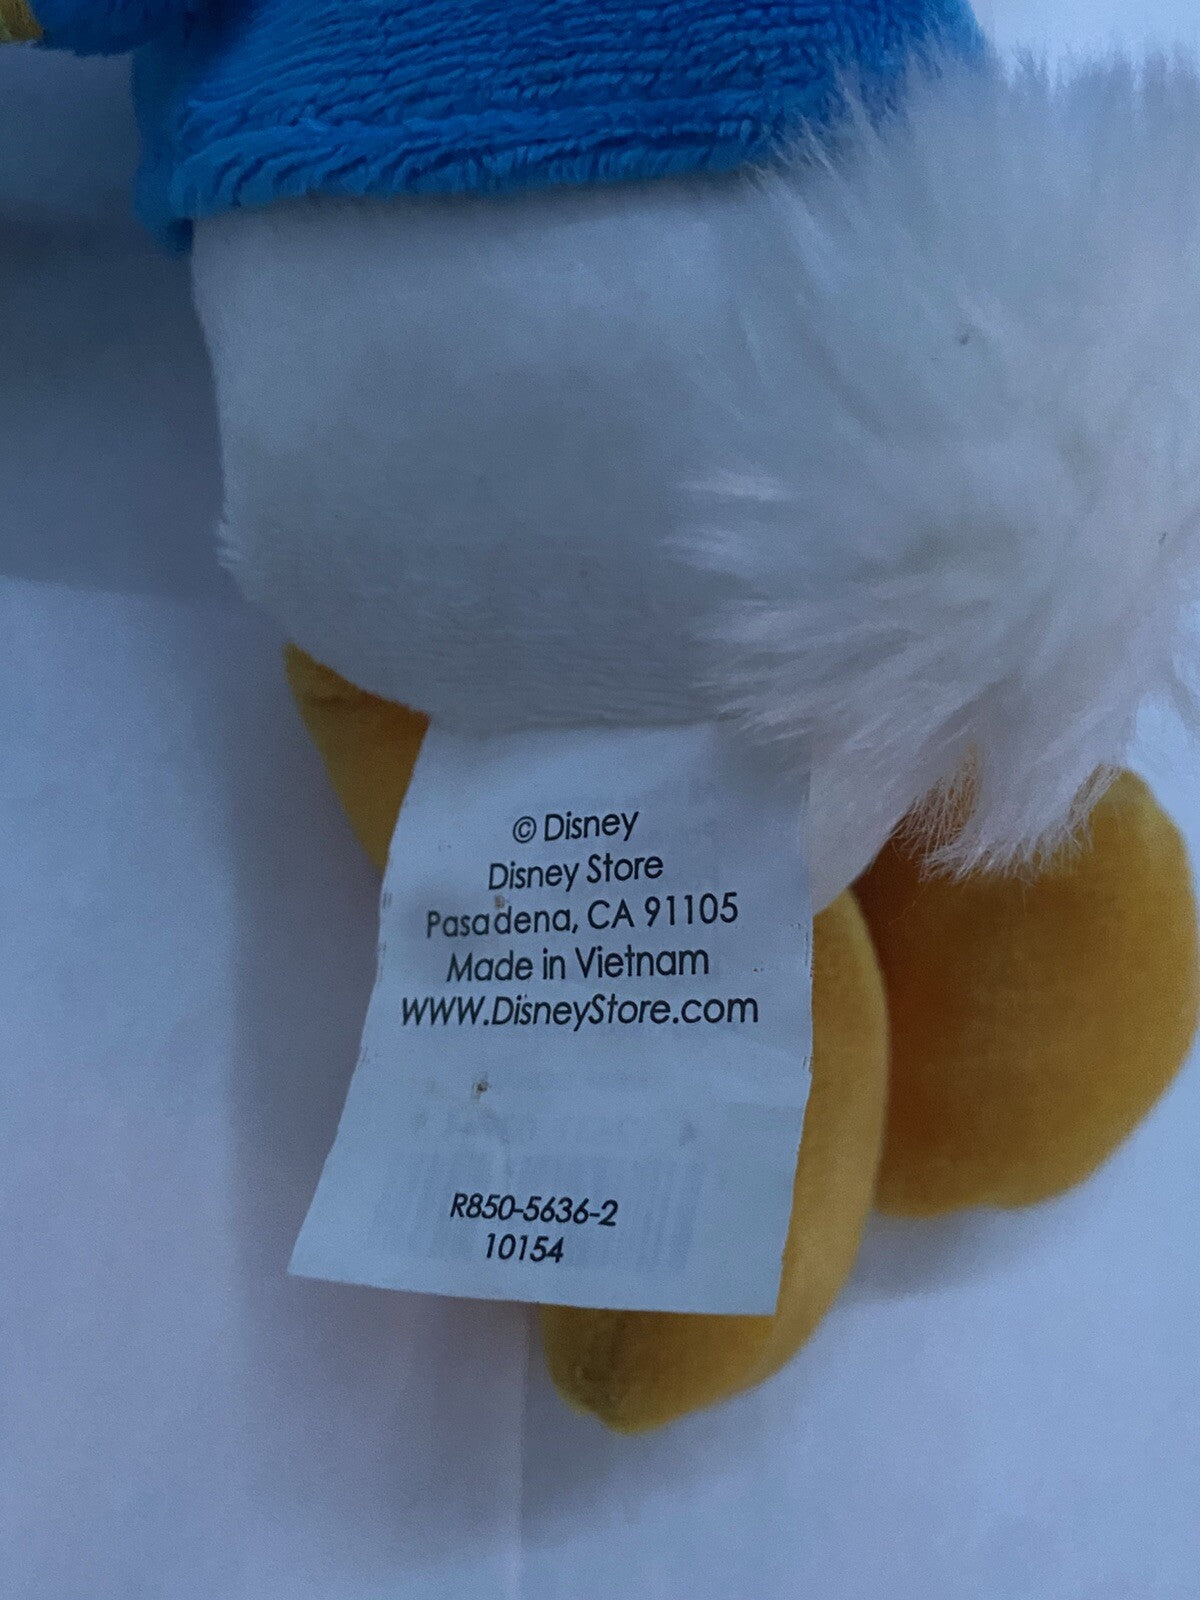 © Disney
Disney Store
Pasadena, CA 91105
Made in Vietnam
WWW.DisneyStore.com
R850-5636-2
10154